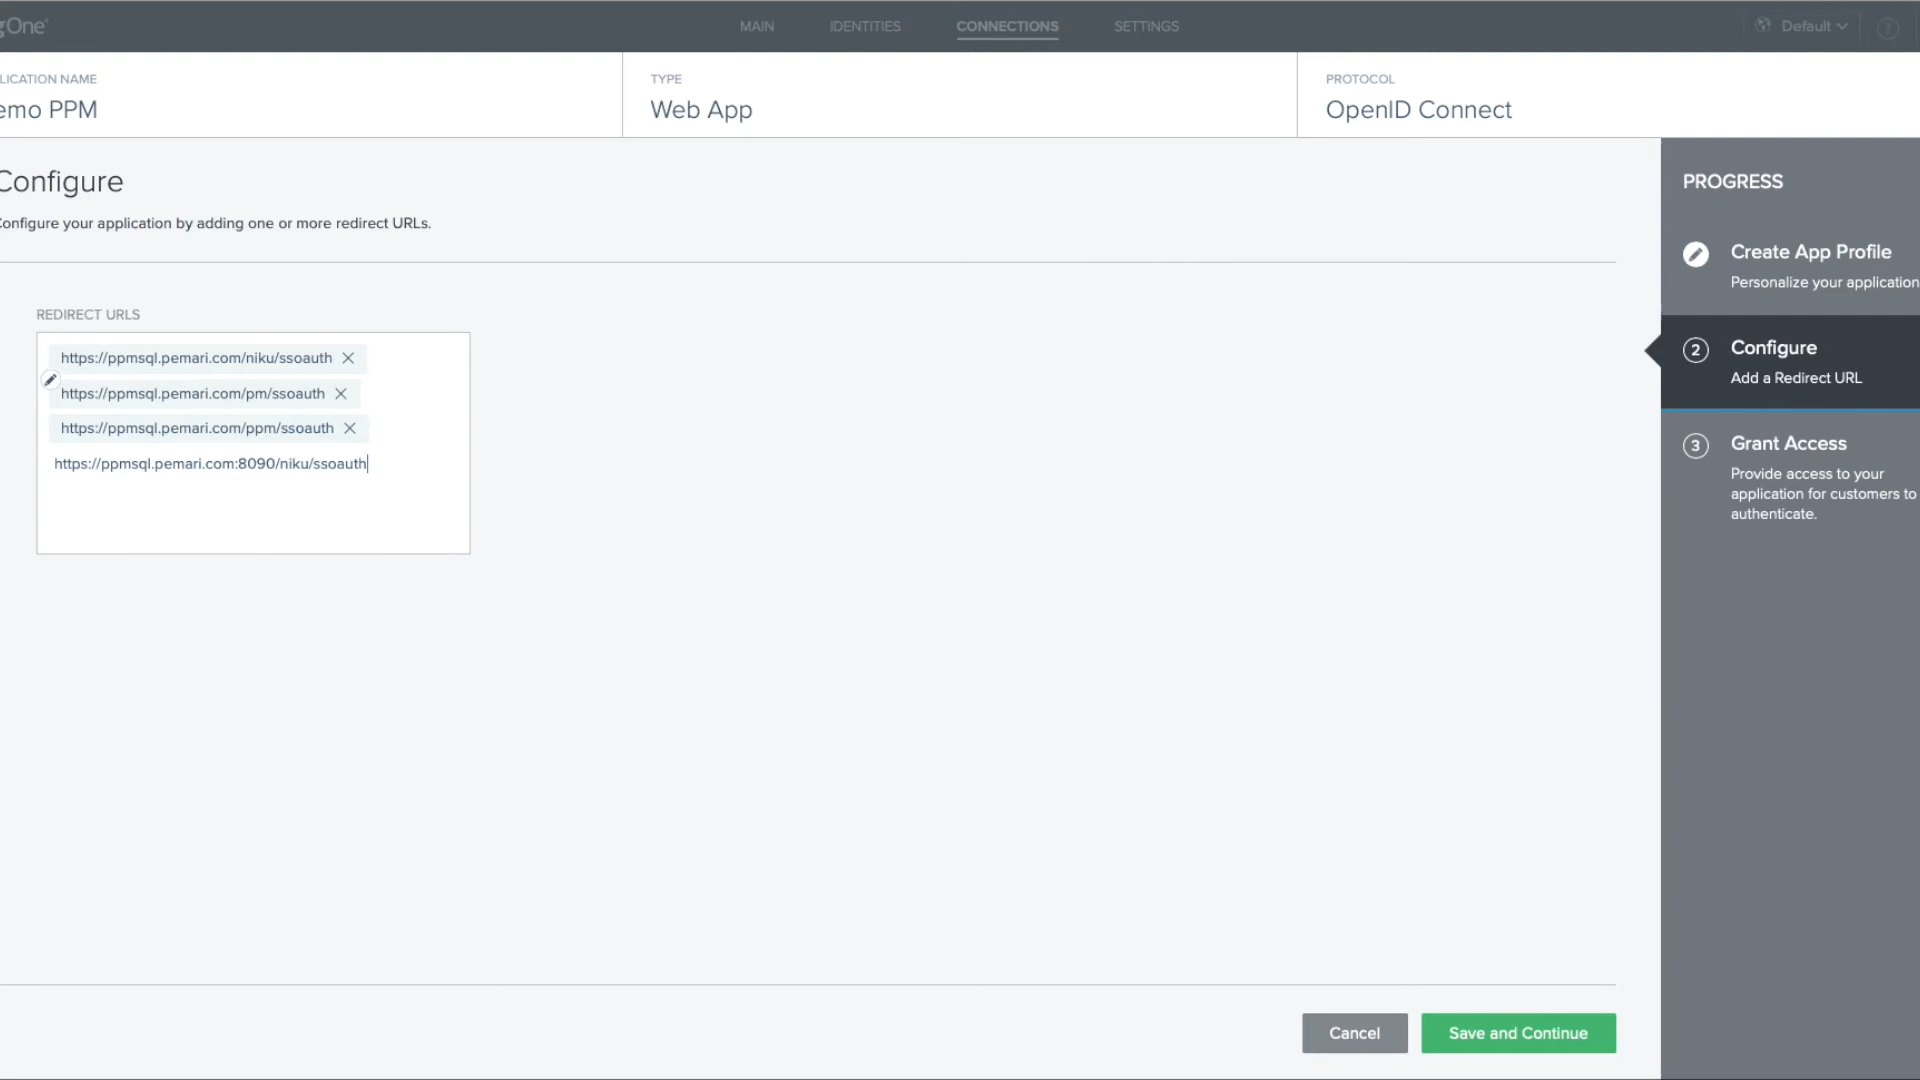 gOne
MAIN
IDENTITIES
CONNECTIONS
SETTINGS
Default
?
LICATION NAME
emo PPM
TYPE
Web App
PROTOCOL
OpenID Connect
Configure
Configure your application by adding one or more redirect URLs.
REDIRECT URLS
https://ppmsql.pemari.com/niku/ssoauth
https://ppmsql.pemari.com/pm/ssoauth
https://ppmsql.pemari.com/ppm/ssoauth
https://ppmsql.pemari.com:8090/niku/ssoauth
Cancel
Save and Continue
PROGRESS
Create App Profile
Personalize your application
2
Configure
Add a Redirect URL
3
Grant Access
Provide access to your
application for customers to
authenticate.